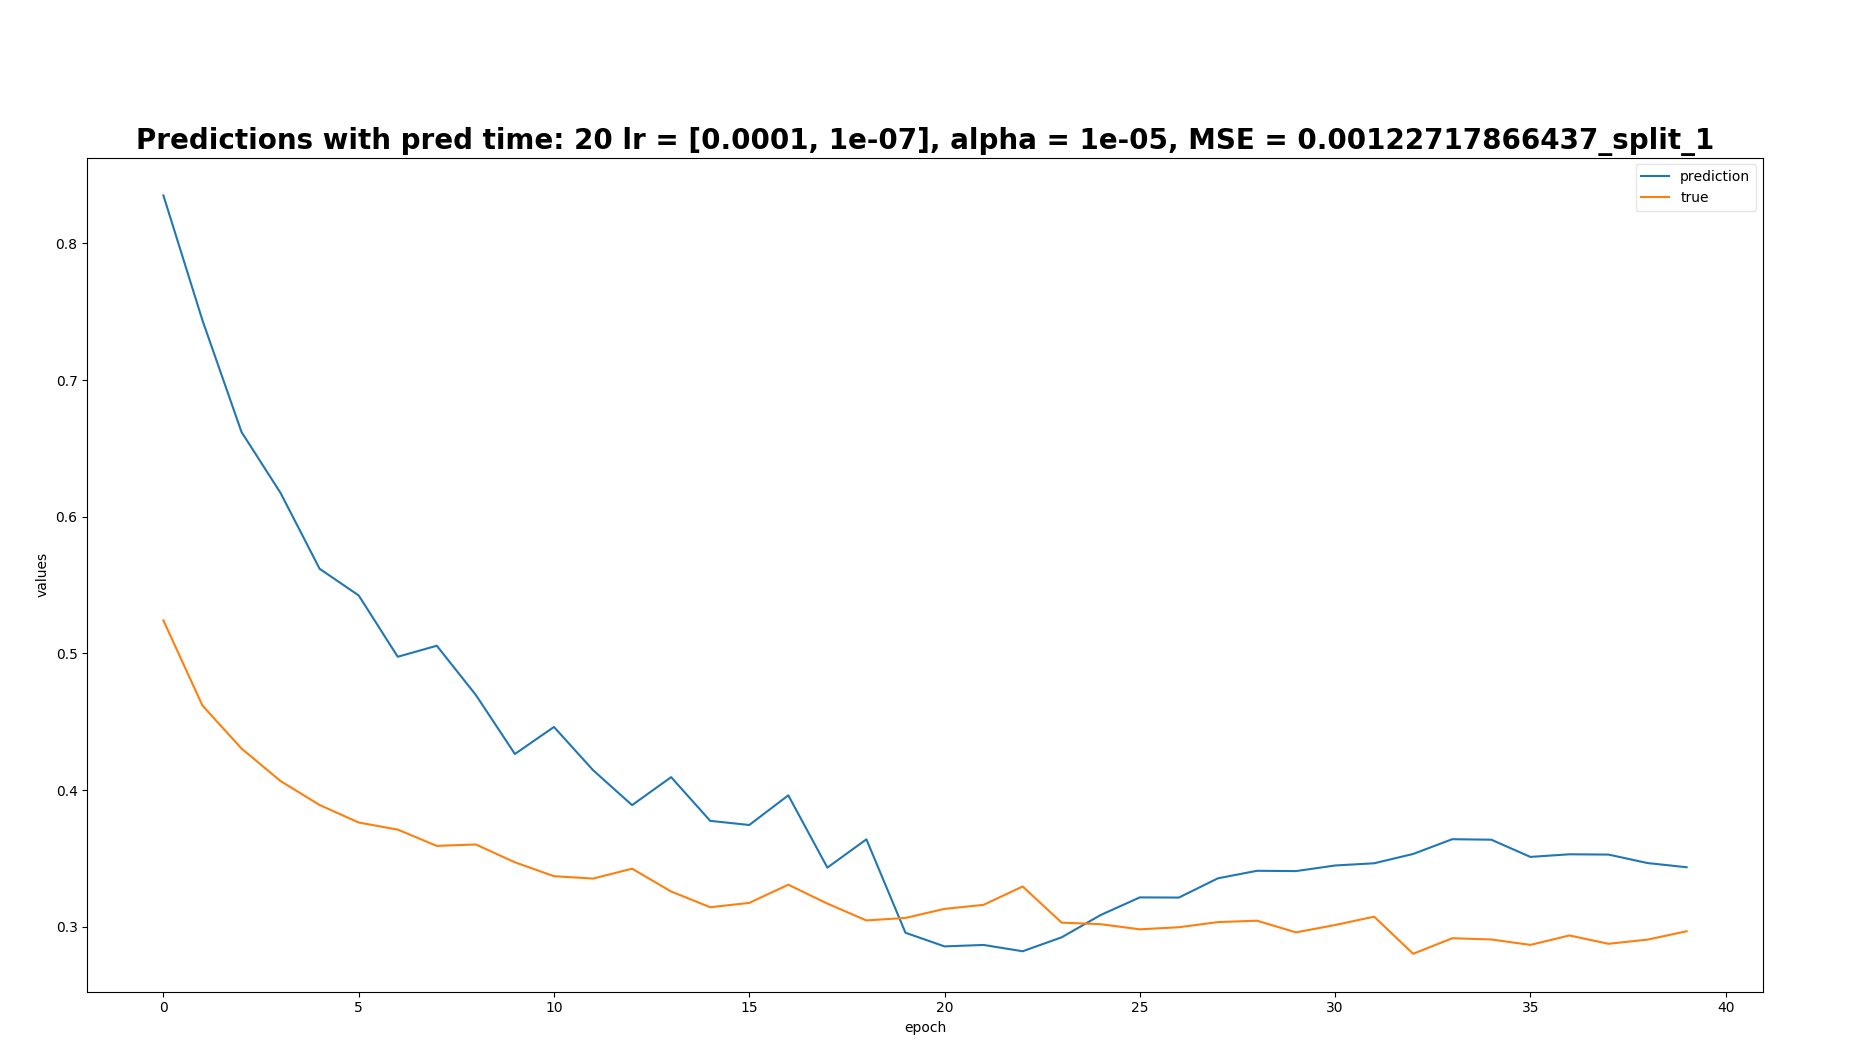 Predictions with pred time: 20 lr = [0.0001, 1e-07], alpha = 1e-05, MSE = 0.00122717866437_split_1
prediction
true
0.8
0.7
0.6
0.5
0.4
0.3
values
0 5 10 15 20 25 30 35 40
epoch